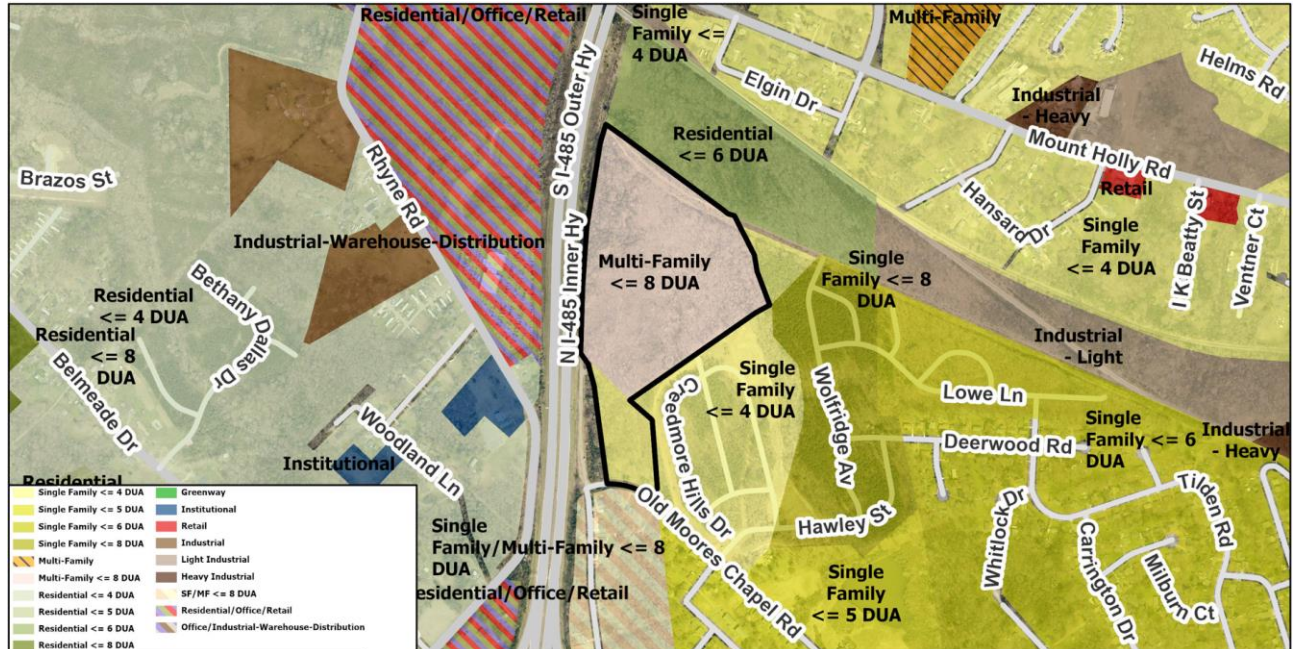 Residential/Office/Retail
Single
Family <=
4 DUA
Multi-Family
Helms Rd
Elgin Dr
S I-485 Outer Hy
Industrial
- Heavy
Residential
<= 6 DUA
Mount Holly Rd
Rhyne Rd
Brazos St
Retail
Hansard Dr
I K Beatty St
Ventner Ct
Single
Family
<= 4 DUA
Industrial-Warehouse-Distribution
Multi-Family
<= 8 DUA
Single
Family <= 8
DUA
N I-485 Inner Hy
Bethany Dallas Dr
Residential
<= 4 DUA
Residential
<= 8
DUA
Belmeade Dr
Industrial
- Light
Single
Family
<= 4 DUA
Creedmore Hills Dr
Wolfridge Av
Lowe Ln
Deerwood Rd
Single
Family <= 6
DUA
Industrial
- Heavy
Woodland Ln
Institutional
Residential
Old Moores Chapel Rd
Hawley St
Whitlock Dr
Tilden Rd
Carrington Dr
Milburn Ct
Single
Family/Multi-Family <= 8
DUA
esidential/Office/Retail
Single
Family
<= 5 DUA
Single Family <= 4 DUA
Single Family <= 5 DUA
Single Family <= 6 DUA
Single Family <= 8 DUA
Multi-Family
Multi-Family <= 8 DUA
Residential <= 4 DUA
Residential <= 5 DUA
Residential <= 6 DUA
Residential <= 8 DUA
Greenway
Institutional
Retail
Industrial
Light Industrial
Heavy Industrial
SF/MF <= 8 DUA
Residential/Office/Retail
Office/Industrial-Warehouse-Distribution